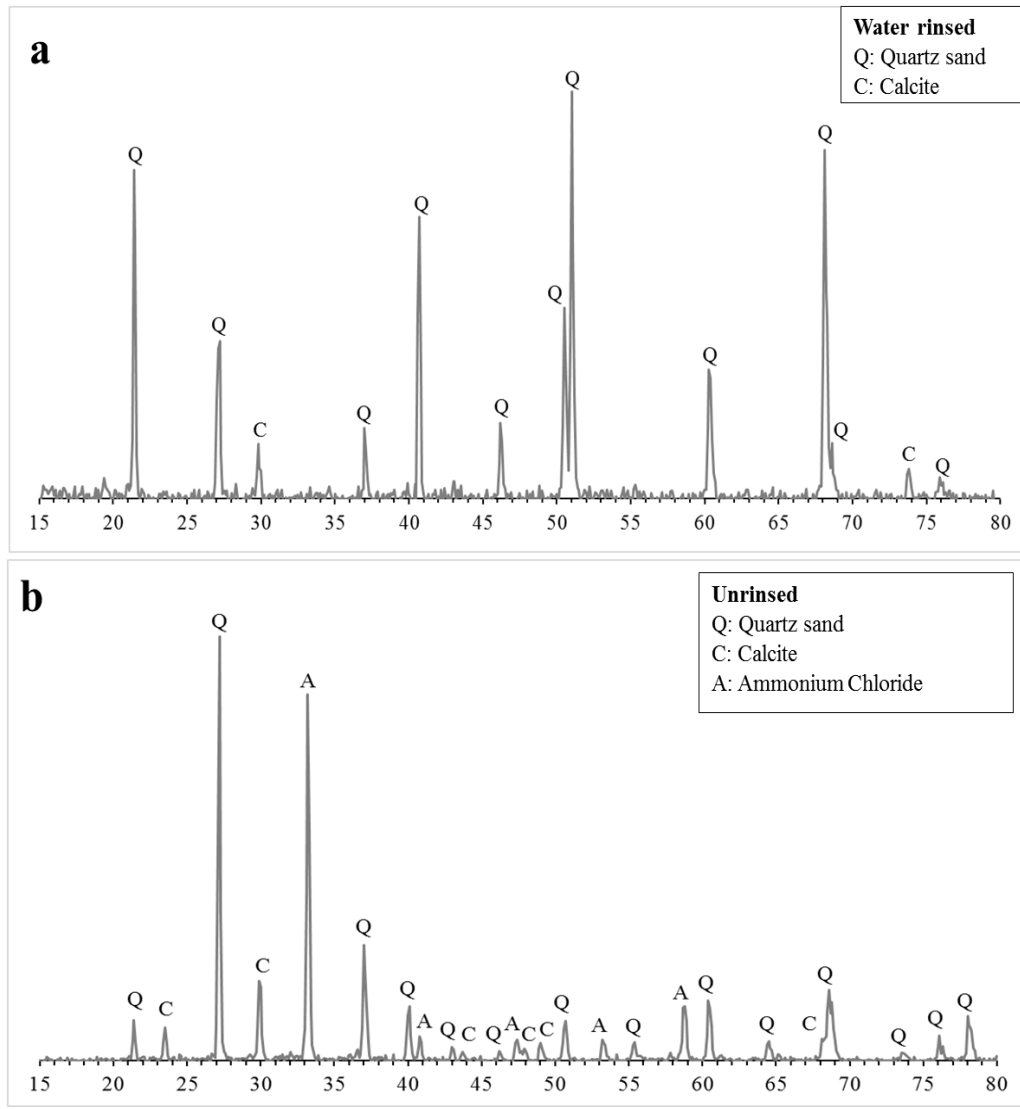 a
Water rinsed
Q: Quartz sand
C: Calcite
Q
Q
Q
Q
Q
Q
Q
Q
Q
Q
Q
C
C
Q
15 20 25 30 35 40 45 50 55 60 65 70 75 80
b
Unrinsed
Q: Quartz sand
C: Calcite
A: Ammonium Chloride
Q
A
Q C Q C Q Q A Q C Q A C C Q A Q A Q Q C Q Q Q Q
15 20 25 30 35 40 45 50 55 60 65 70 75 80